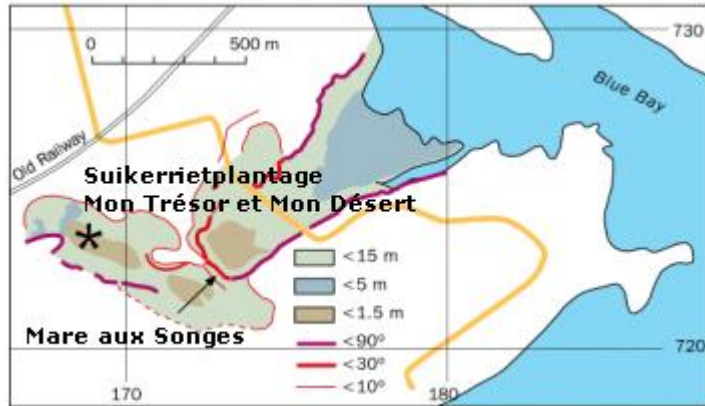 730
0 500 m
Blue Bay
Old Railway
Suikerrietplantage
Mon Trésor et Mon Désert
*
<15 m
<5 m
<1.5 m
Mare aux Songes
<90°
<30°
<10°
720
170
180